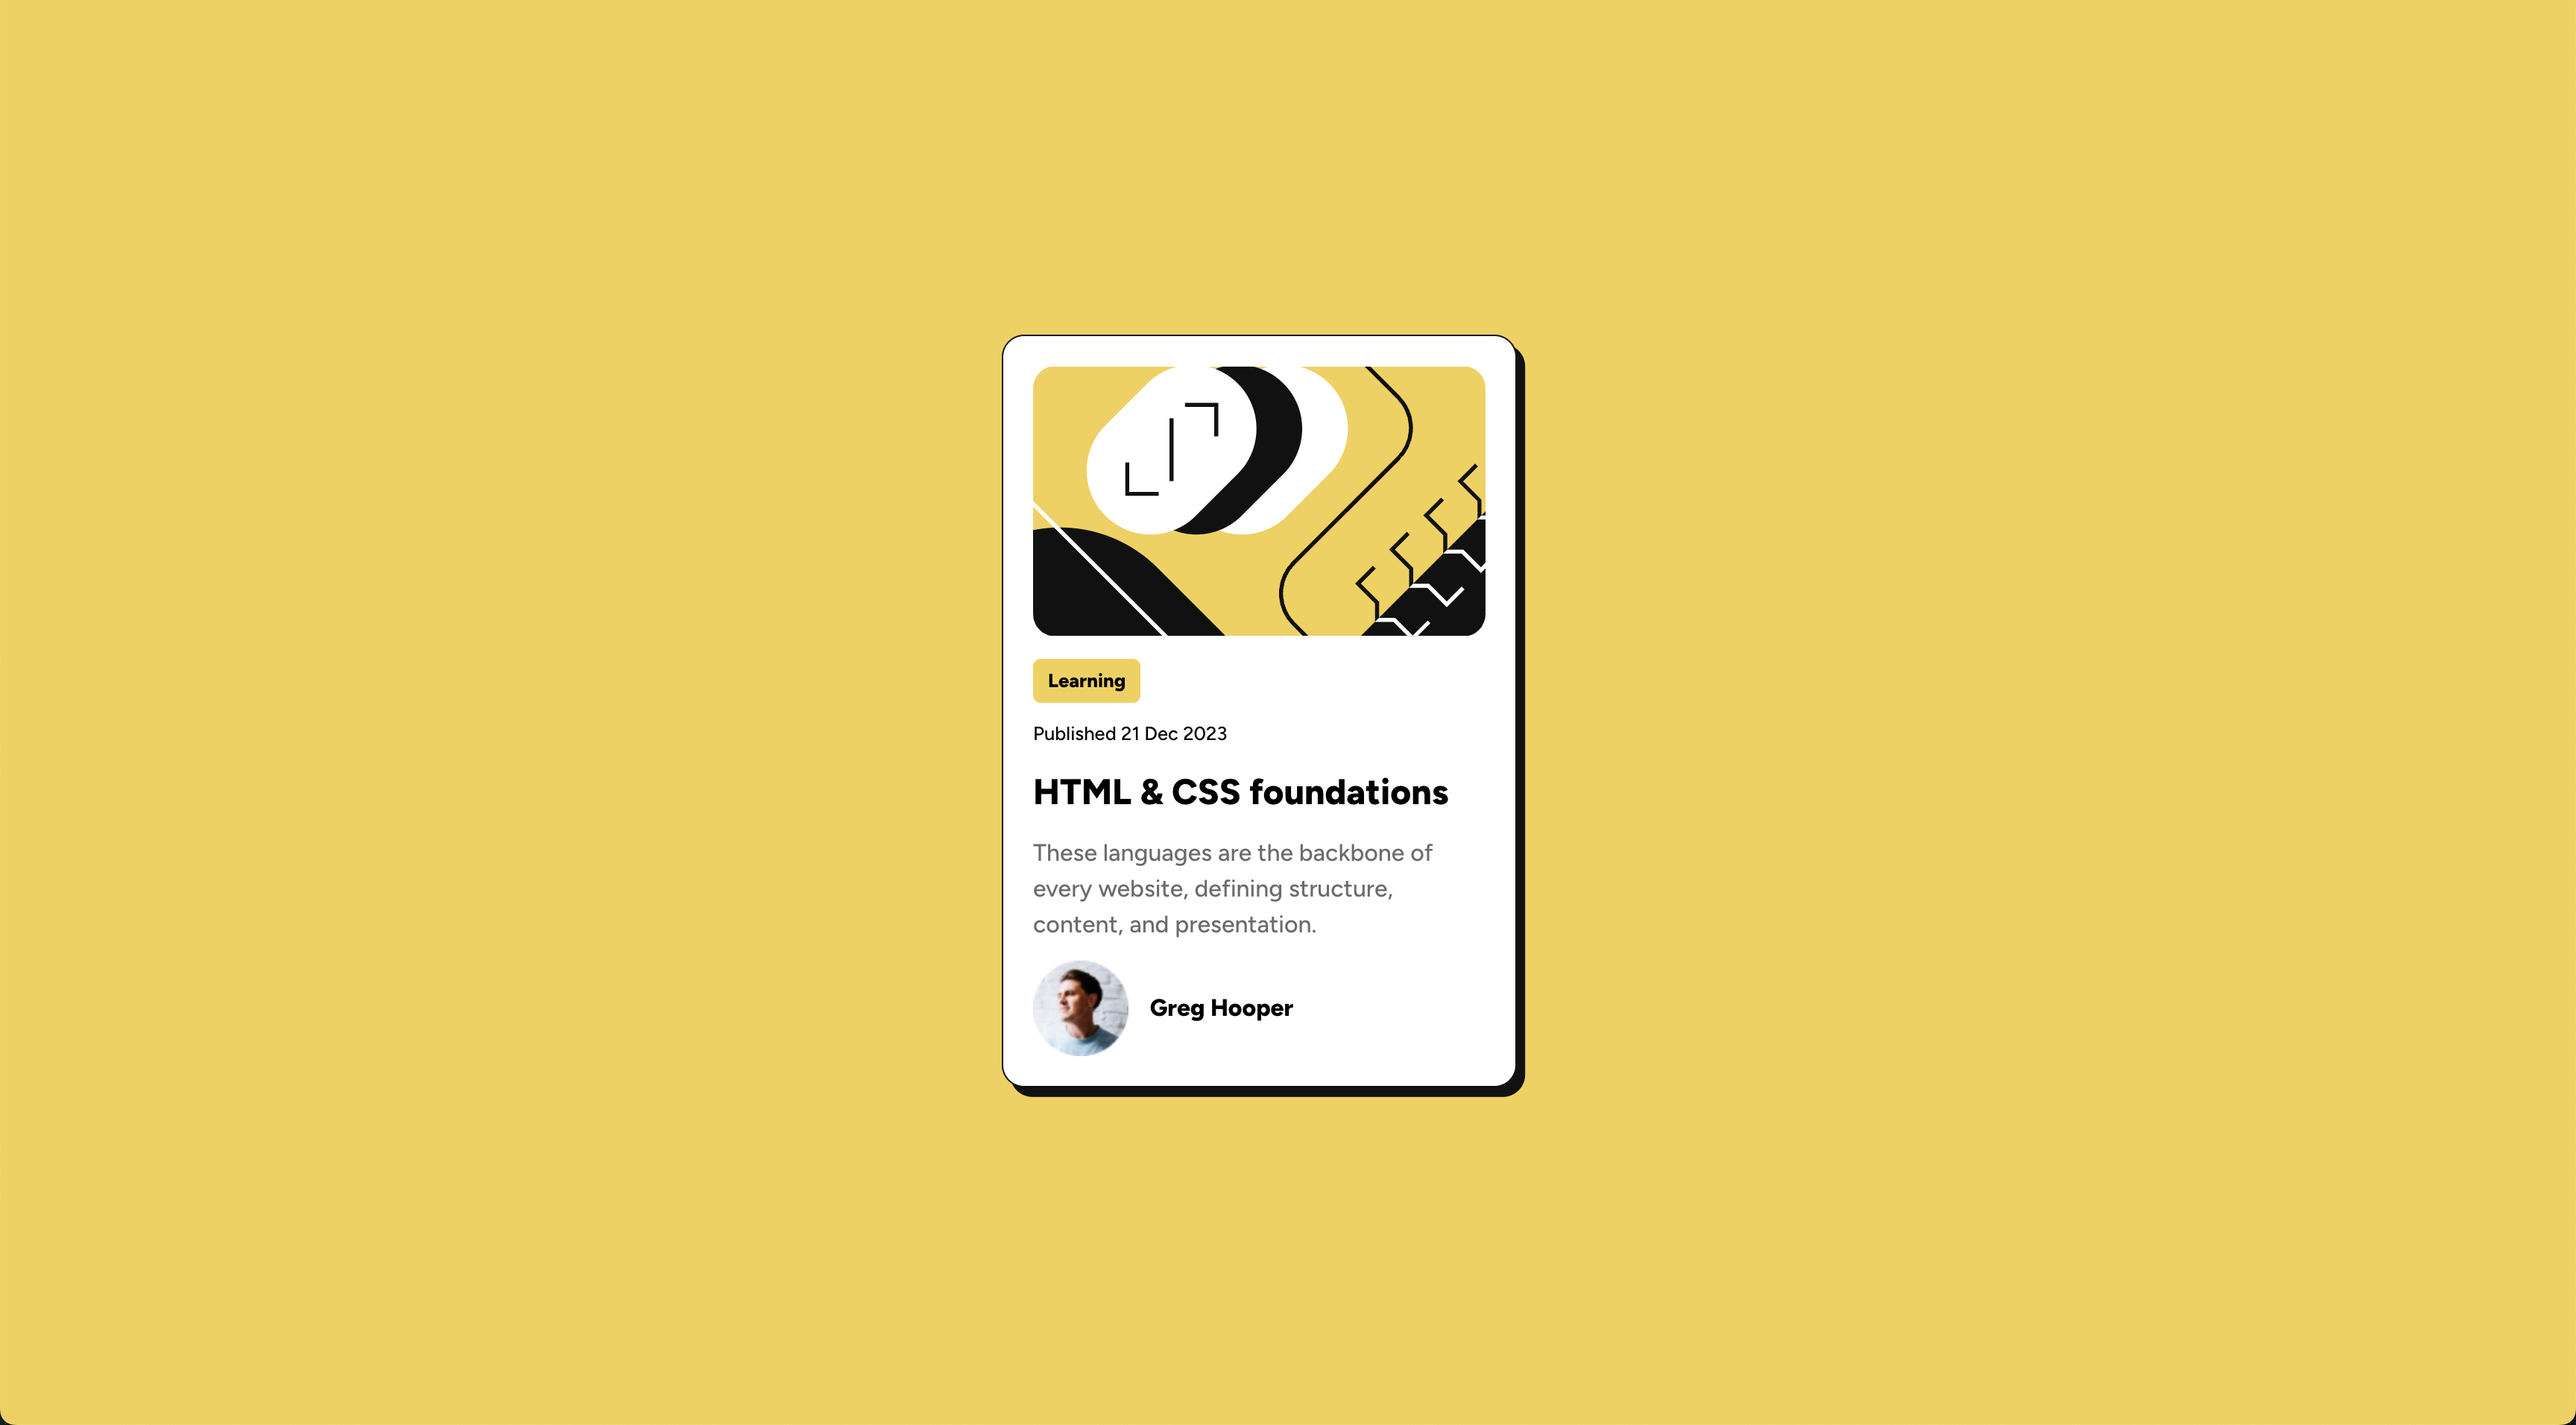 Learning
Published 21 Dec 2023
HTML & CSS foundations
These languages are the backbone of
every website, defining structure,
content, and presentation.
Greg Hooper